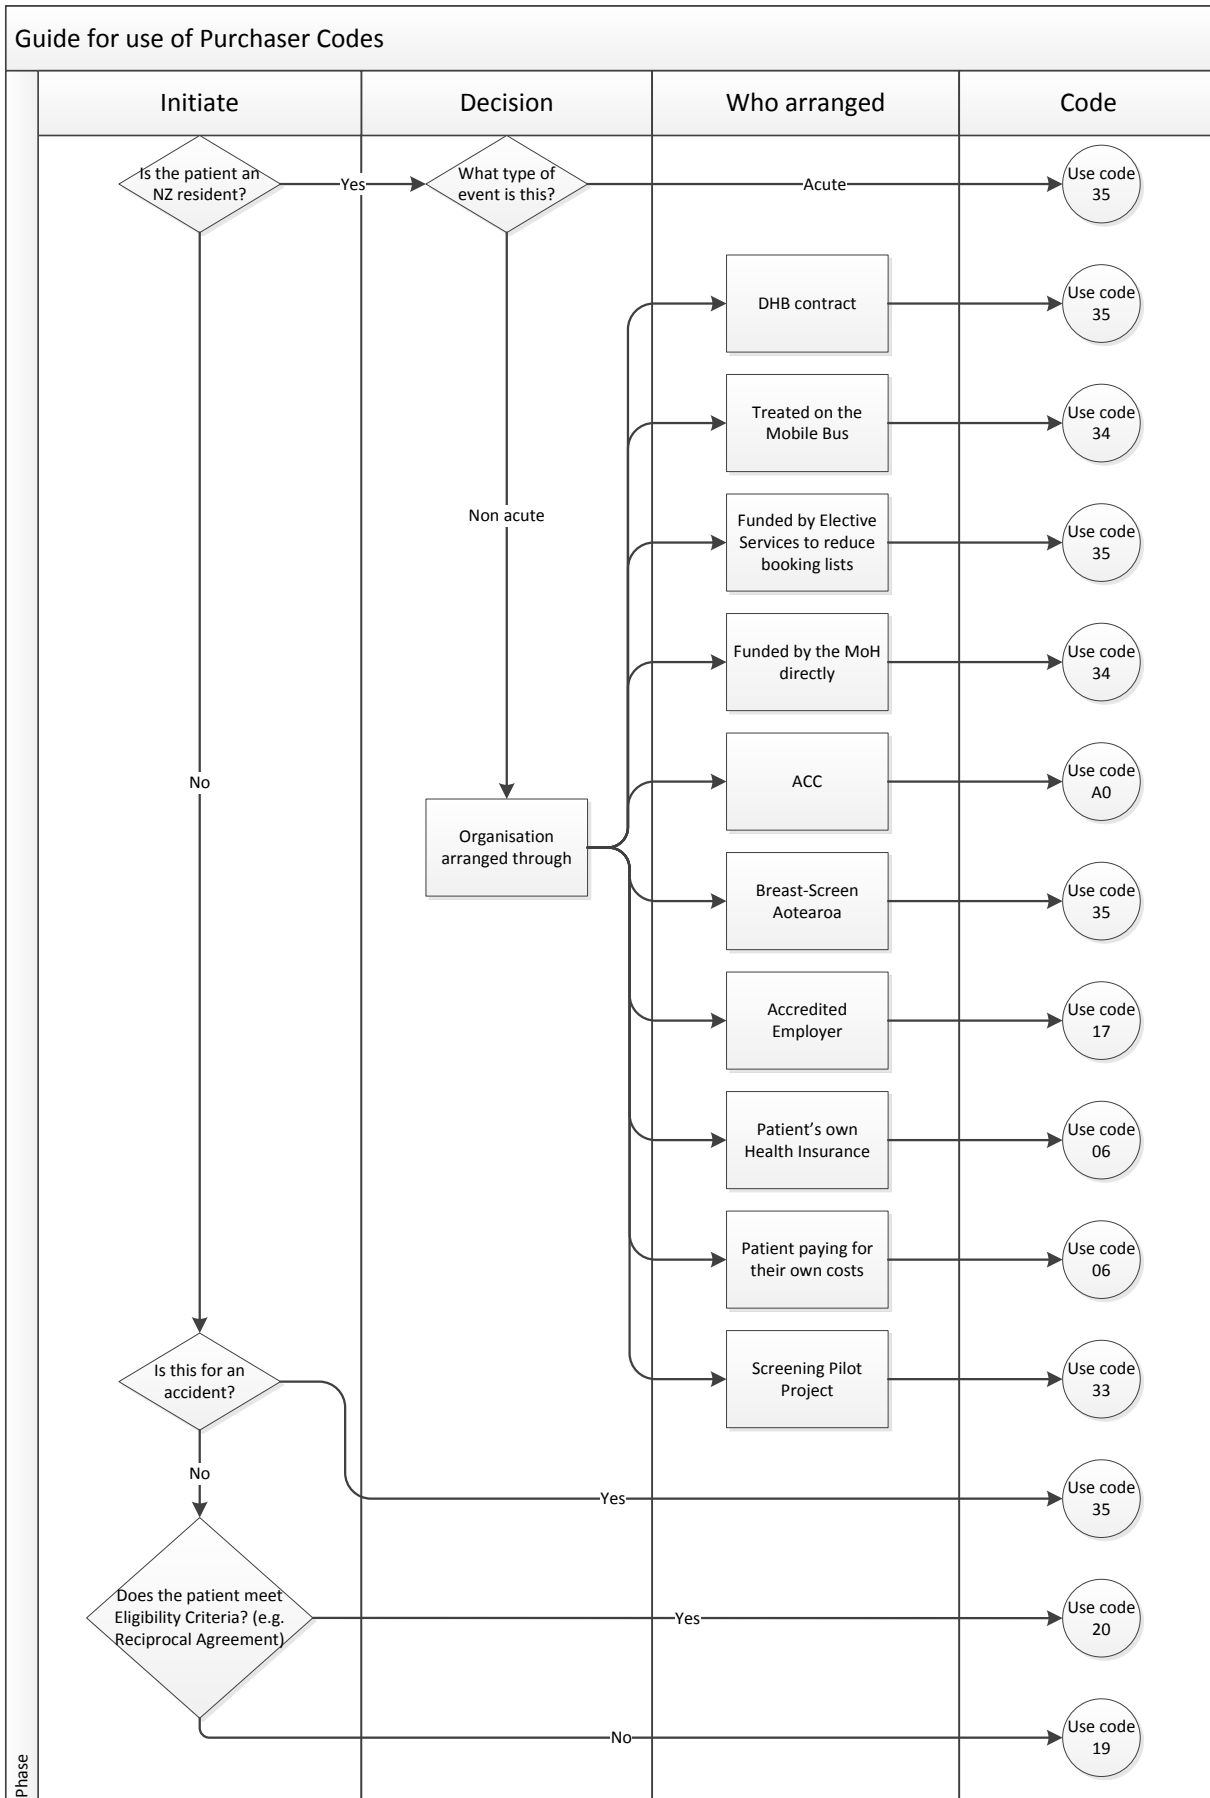 Guide for use of Purchaser Codes
Initiate
Decision
Who arranged
Code
Is the patient an
NZ resident?
Yes
What type of
event is this?
Acute
Use code
35
DHB contract
Use code
35
Treated on the
Mobile Bus
Use code
34
Non acute
Funded by Elective
Services to reduce
booking lists
Use code
35
Funded by the MoH
directly
Use code
34
No
ACC
Use code
A0
Organisation
arranged through
Breast-Screen
Aotearoa
Use code
35
Accredited
Employer
Use code
17
Patient’s own
Health Insurance
Use code
06
Patient paying for
their own costs
Use code
06
Is this for an
accident?
Screening Pilot
Project
Use code
33
No
Yes
Use code
35
Does the patient meet
Eligibility Criteria? (e.g.
Reciprocal Agreement)
Yes
Use code
20
No
Use code
19
Phase